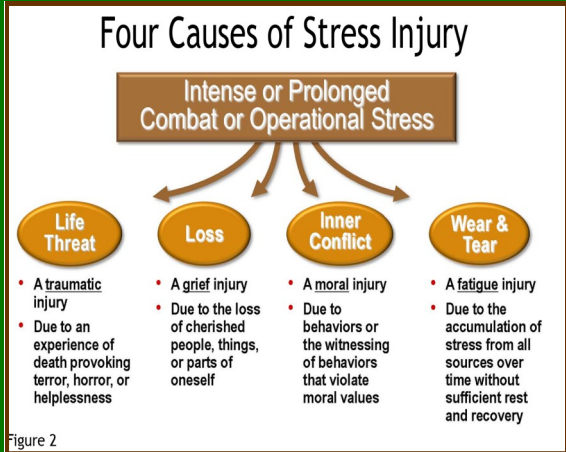 Four Causes of Stress Injury
Intense or Prolonged
Combat or Operational Stress
Life
Threat
• A traumatic
injury
• Due to an
experience of
death provoking
terror, horror, or
helplessness
Loss
• A grief injury
• Due to the loss
of cherished
people, things,
or parts of
oneself
Inner
Conflict
• A moral injury
• Due to
behaviors or
the witnessing
of behaviors
that violate
moral values
Wear &
Tear
• A fatigue injury
• Due to the
accumulation of
stress from all
sources over
time without
sufficient rest
and recovery
Figure 2